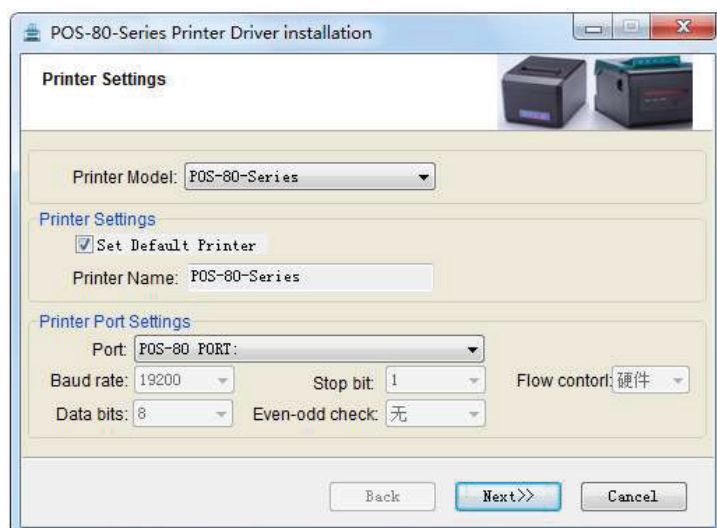 POS-80-Series Printer Driver installation
Printer Settings
Printer Model: POS-80-Series
Printer Settings
Set Default Printer
Printer Name: POS-80-Series
Printer Port Settings
Port: POS-80 PORT:
Baud rate: 19200 Stop bit: 1 Flow contorl: 硬件
Data bits: 8 Even-odd check: 无
Back Next>> Cancel